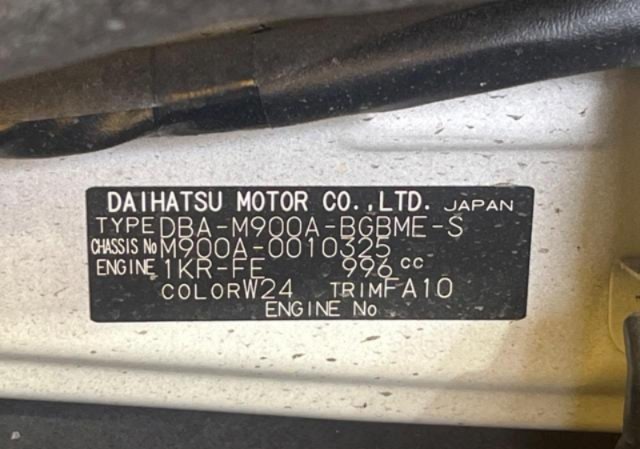 DAIHATSU MOTOR CO.,LTD. JAPAN
TYPE DBA-M900A-BGBME-S
CHASSIS No M900A-0010325
ENGINE 1KR-FE 996 cc
COLOR W24 TRIM FA10
ENGINE No